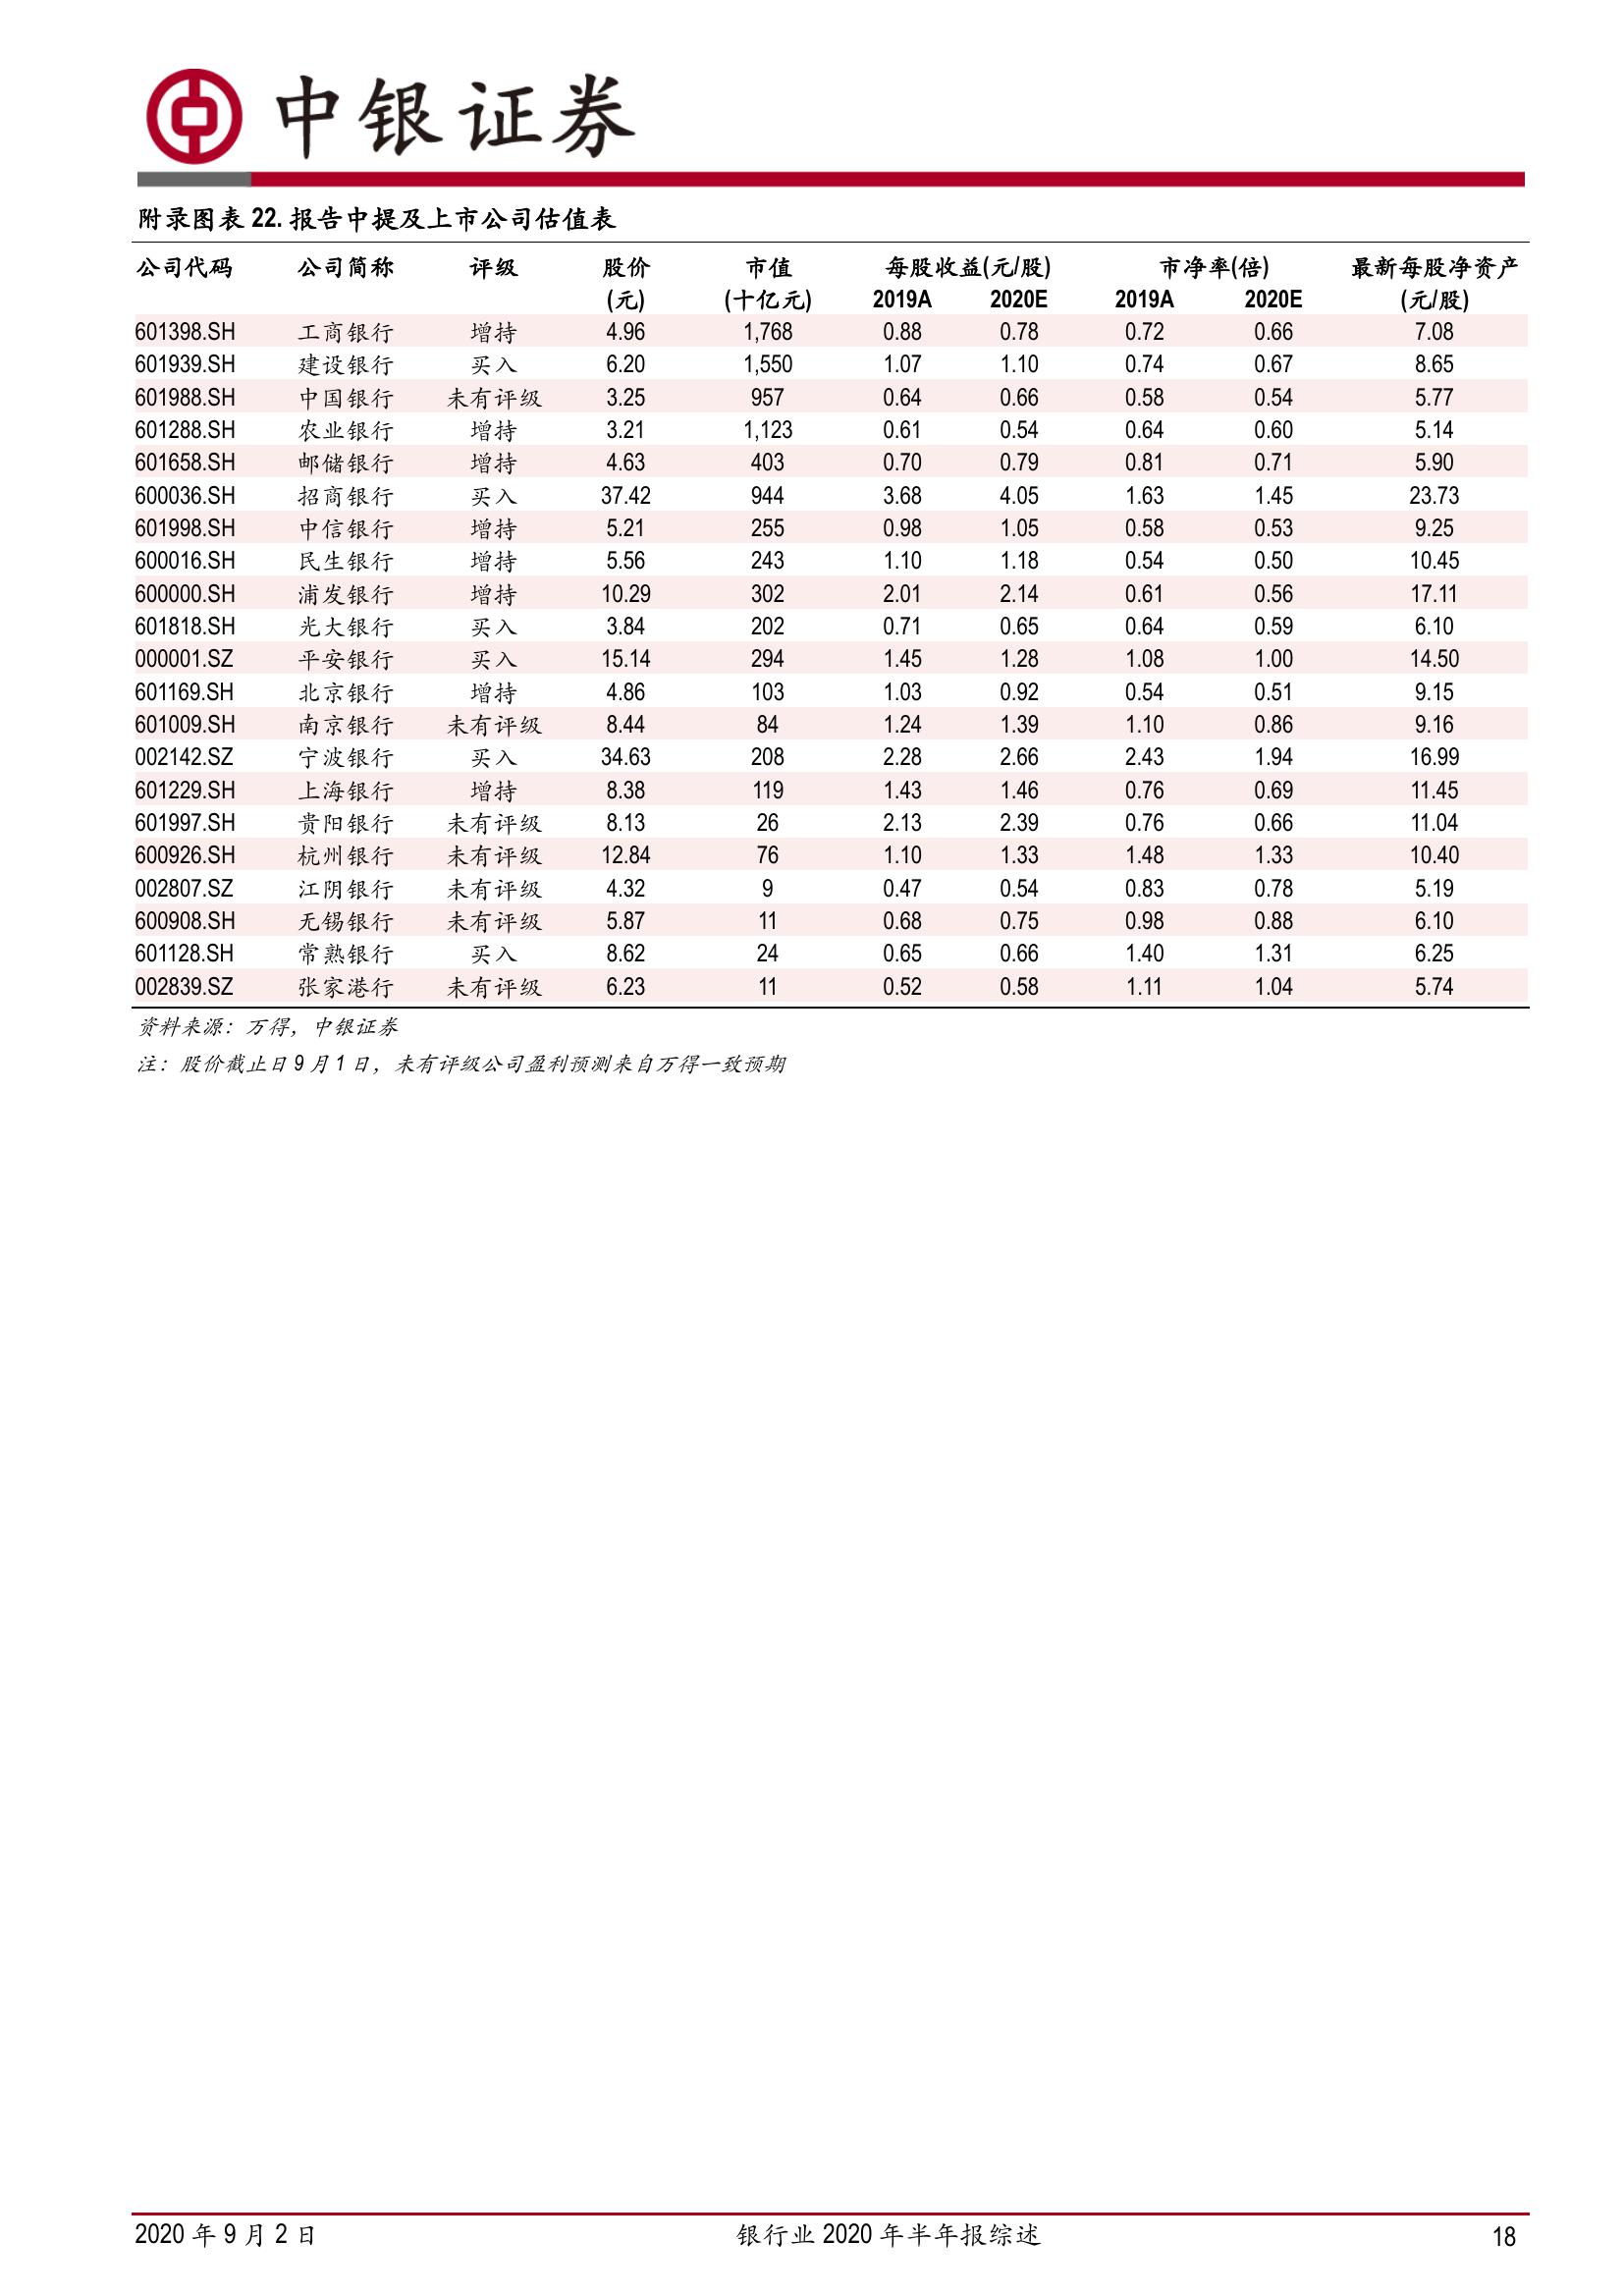 中银证券
附录图表 22. 报告中提及上市公司估值表
公司代码 公司简称 评级 股价 市值 每股收益(元/股) 市净率(倍) 最新每股净资产
(元) (十亿元) 2019A 2020E 2019A 2020E (元/股)
601398.SH 工商银行 增持 4.96 1,768 0.88 0.78 0.72 0.66 7.08
601939.SH 建设银行 买入 6.20 1,550 1.07 1.10 0.74 0.67 8.65
601988.SH 中国银行 未有评级 3.25 957 0.64 0.66 0.58 0.54 5.77
601288.SH 农业银行 增持 3.21 1,123 0.61 0.54 0.64 0.60 5.14
601658.SH 邮储银行 增持 4.63 403 0.70 0.79 0.81 0.71 5.90
600036.SH 招商银行 买入 37.42 944 3.68 4.05 1.63 1.45 23.73
601998.SH 中信银行 增持 5.21 255 0.98 1.05 0.58 0.53 9.25
600016.SH 民生银行 增持 5.56 243 1.10 1.18 0.54 0.50 10.45
600000.SH 浦发银行 增持 10.29 302 2.01 2.14 0.61 0.56 17.11
601818.SH 光大银行 买入 3.84 202 0.71 0.65 0.64 0.59 6.10
000001.SZ 平安银行 买入 15.14 294 1.45 1.28 1.08 1.00 14.50
601169.SH 北京银行 增持 4.86 103 1.03 0.92 0.54 0.51 9.15
601009.SH 南京银行 未有评级 8.44 84 1.24 1.39 1.10 0.86 9.16
002142.SZ 宁波银行 买入 34.63 208 2.28 2.66 2.43 1.94 16.99
601229.SH 上海银行 增持 8.38 119 1.43 1.46 0.76 0.69 11.45
601997.SH 贵阳银行 未有评级 8.13 26 2.13 2.39 0.76 0.66 11.04
600926.SH 杭州银行 未有评级 12.84 76 1.10 1.33 1.48 1.33 10.40
002807.SZ 江阴银行 未有评级 4.32 9 0.47 0.54 0.83 0.78 5.19
600908.SH 无锡银行 未有评级 5.87 11 0.68 0.75 0.98 0.88 6.10
601128.SH 常熟银行 买入 8.62 24 0.65 0.66 1.40 1.31 6.25
002839.SZ 张家港行 未有评级 6.23 11 0.52 0.58 1.11 1.04 5.74
资料来源：万得，中银证券
注：股价截止日 9 月 1 日，未有评级公司盈利预测来自万得一致预期
2020 年 9 月 2 日 银行业 2020 年半年报综述 18